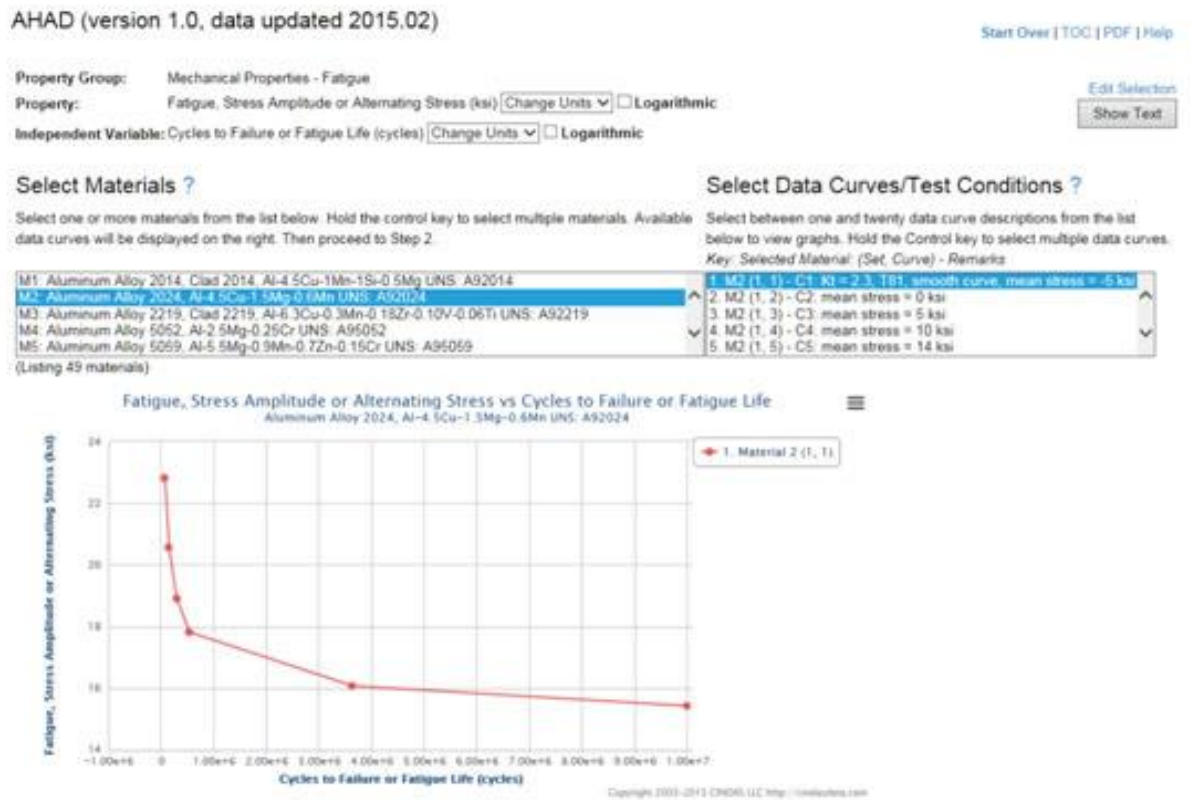 AHAD (version 1.0, data updated 2015.02)
Start Over | TOC | PDF | Help
Property Group: Mechanical Properties - Fatigue
Edit Selection
Property: Fatigue, Stress Amplitude or Alternating Stress (ksi) Change Units Logarithmic
Show Text
Independent Variable: Cycles to Failure or Fatigue Life (cycles) Change Units Logarithmic
Select Materials ?
Select one or more materials from the list below. Hold the control key to select multiple materials. Available
data curves will be displayed on the right. Then proceed to Step 2.
M1: Aluminum Alloy 2014, Clad 2014, Al-4.5Cu-1Mn-1Si-0.5Mg UNS: A92014
M2: Aluminum Alloy 2024, Al-4.5Cu-1.5Mg-0.6Mn UNS: A92024
M3: Aluminum Alloy 2219, Clad 2219, Al-6.3Cu-0.3Mn-0.18Zr-0.10V-0.06Ti UNS: A92219
M4: Aluminum Alloy 5052, Al-2.5Mg-0.25Cr UNS: A95052
M5: Aluminum Alloy 5059, Al-5.5Mg-0.9Mn-0.7Zn-0.15Cr UNS: A95059
(Listing 49 materials)
Select Data Curves/Test Conditions ?
Select between one and twenty data curve descriptions from the list
below to view graphs. Hold the Control key to select multiple data curves.
Key: Selected Material: (Set, Curve) - Remarks
1. M2 (1, 1) - C1: Kt = 2.3, T81, smooth curve, mean stress = -5 ksi
2. M2 (1, 2) - C2: mean stress = 0 ksi
3. M2 (1, 3) - C3: mean stress = 5 ksi
4. M2 (1, 4) - C4: mean stress = 10 ksi
5. M2 (1, 5) - C5: mean stress = 14 ksi
Fatigue, Stress Amplitude or Alternating Stress vs Cycles to Failure or Fatigue Life
Aluminum Alloy 2024, Al-4.5Cu-1.5Mg-0.6Mn UNS: A92024
1. Material 2 (1, 1)
Fatigue, Stress Amplitude or Alternating Stress (ksi)
24
22
20
18
16
14
-1.00e+6 0 1.00e+6 2.00e+6 3.00e+6 4.00e+6 5.00e+6 6.00e+6 7.00e+6 8.00e+6 9.00e+6 1.00e+7
Cycles to Failure or Fatigue Life (cycles)
Copyright 2003-2015 CINDAS LLC http://cindasdata.com